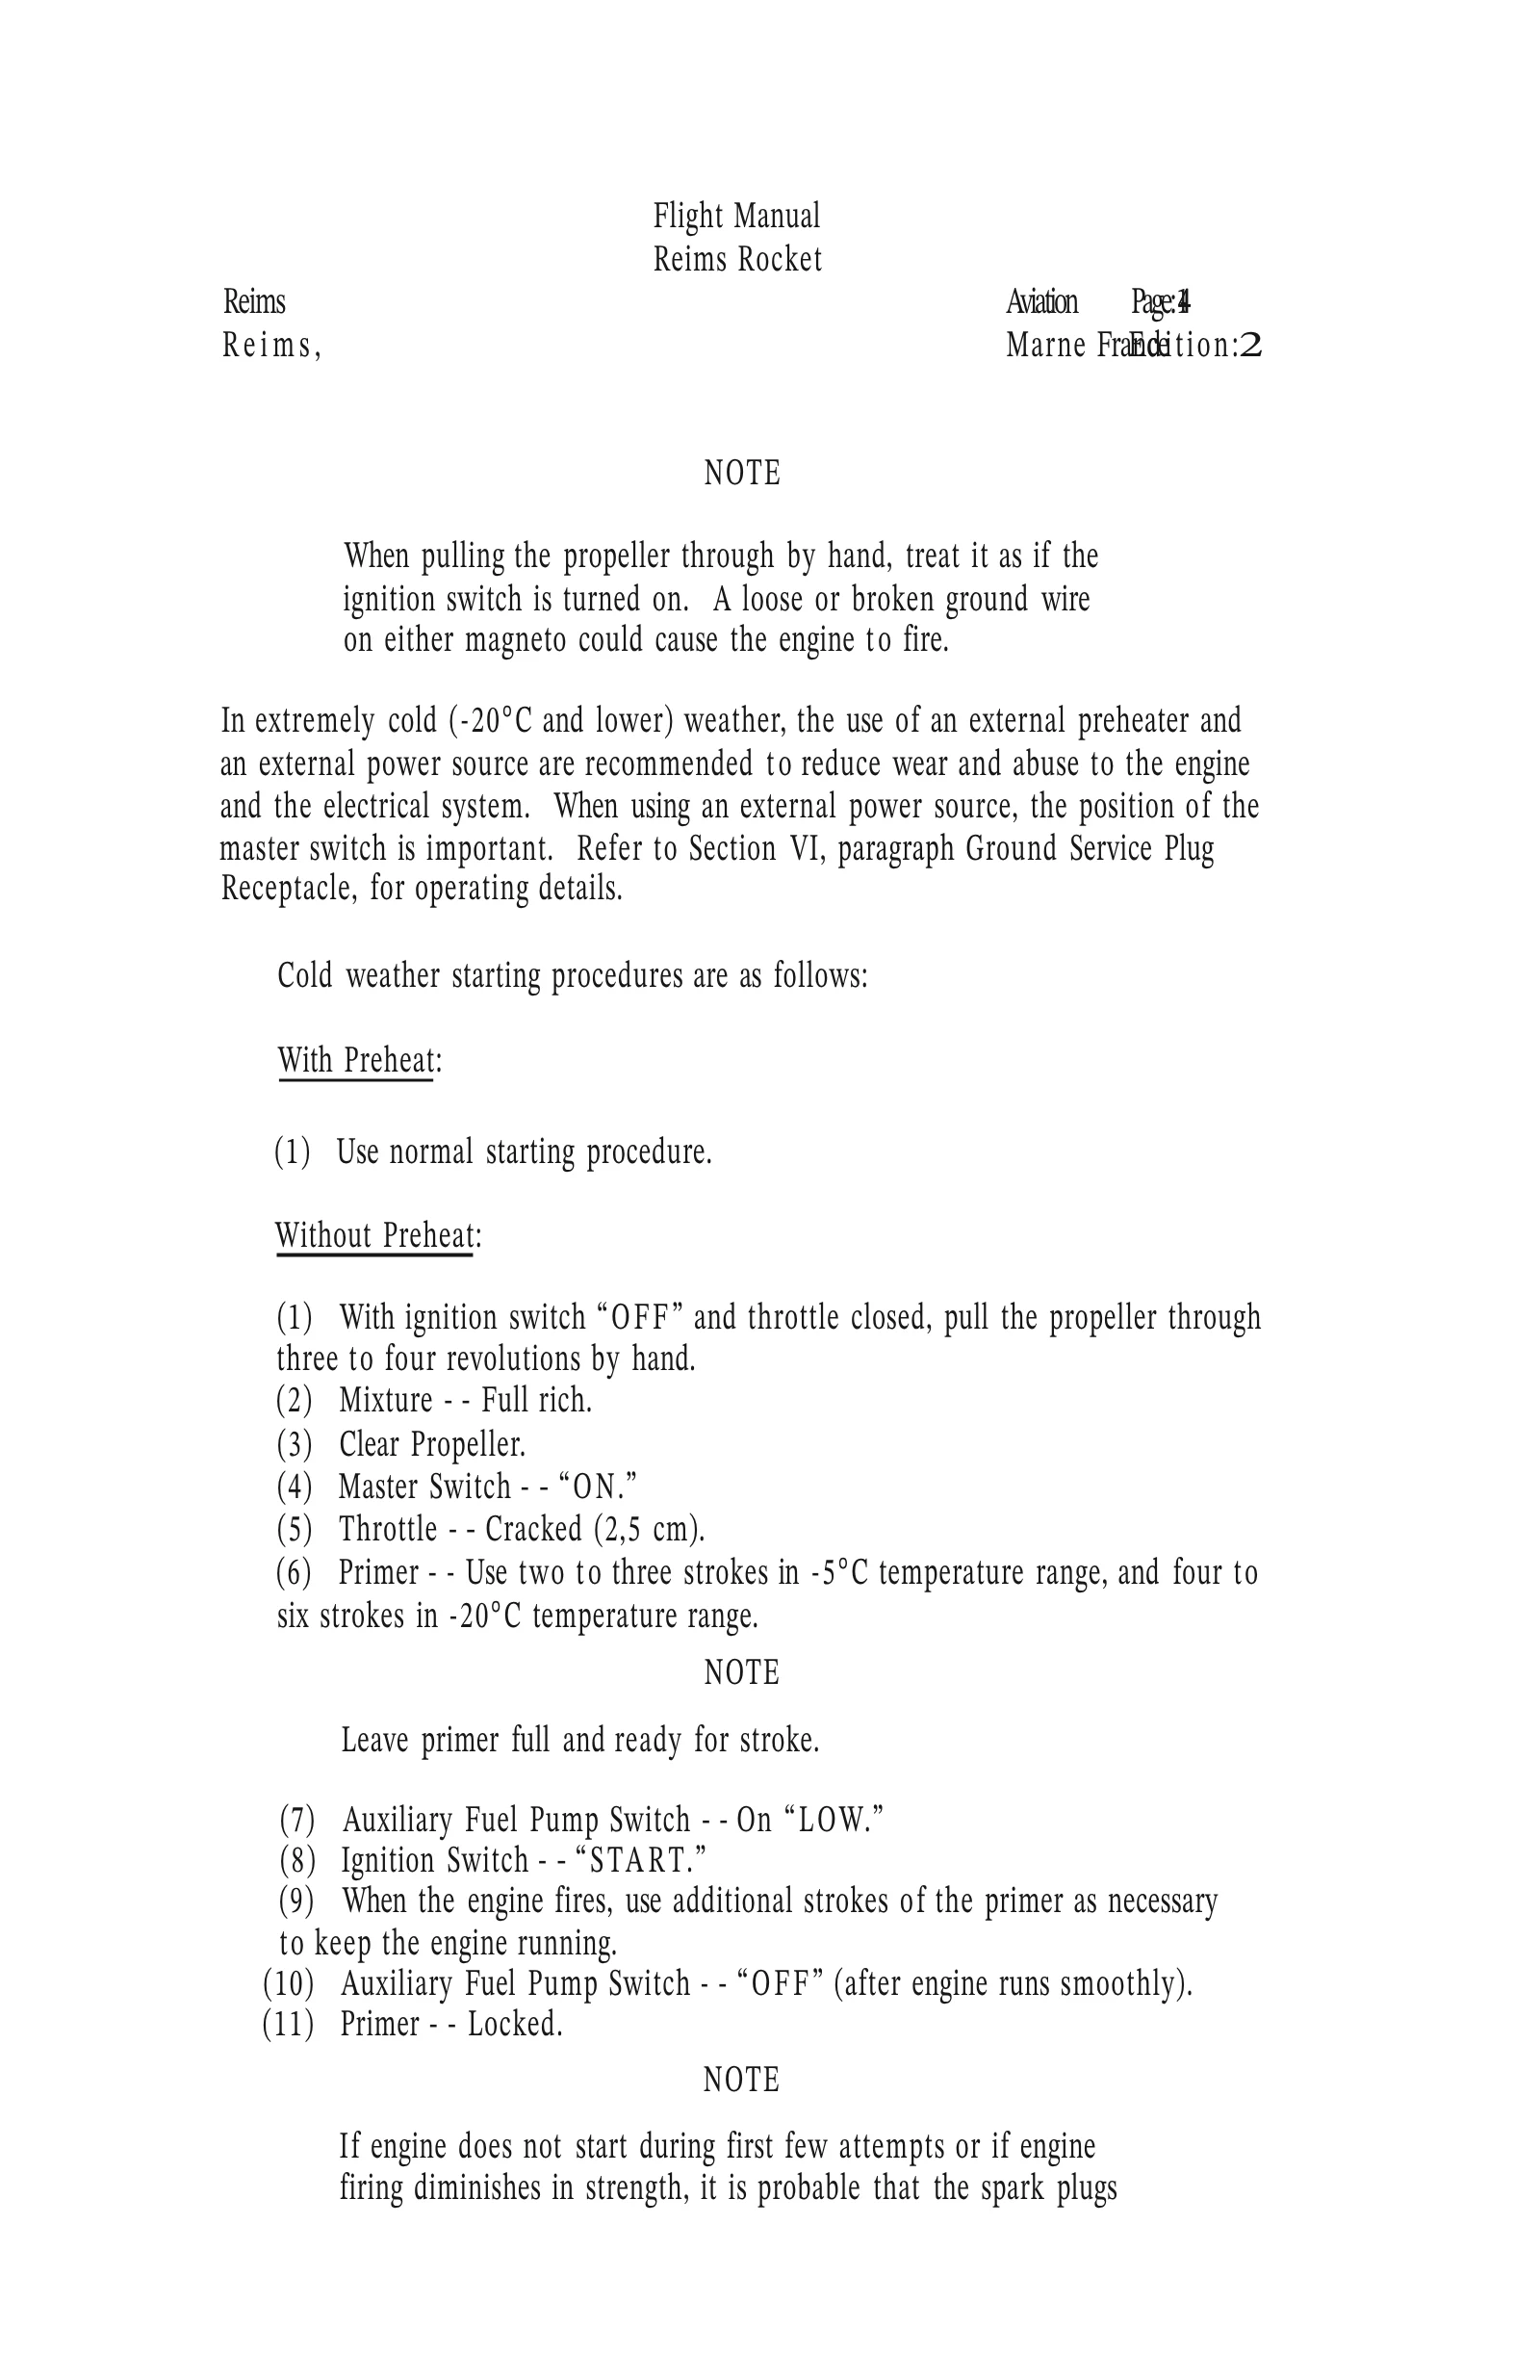 Flight Manual
Reims Rocket
Reims Aviation Page:
Reims, Marne France Edition:2
NOTE
When pulling the propeller through by hand, treat it as if the
ignition switch is turned on. A loose or broken ground wire
on either magneto could cause the engine to fire.
In extremely cold (-20°C and lower) weather, the use of an external preheater and
an external power source are recommended to reduce wear and abuse to the engine
and the electrical system. When using an external power source, the position of the
master switch is important. Refer to Section VI, paragraph Ground Service Plug
Receptacle, for operating details.
Cold weather starting procedures are as follows:
With Preheat:
(1) Use normal starting procedure.
Without Preheat:
(1) With ignition switch “OFF” and throttle closed, pull the propeller through
three to four revolutions by hand.
(2) Mixture - - Full rich.
(3) Clear Propeller.
(4) Master Switch - - “ON.”
(5) Throttle - - Cracked (2,5 cm).
(6) Primer - - Use two to three strokes in -5°C temperature range, and four to
six strokes in -20°C temperature range.
NOTE
Leave primer full and ready for stroke.
(7) Auxiliary Fuel Pump Switch - - On “LOW.”
(8) Ignition Switch - - “START.”
(9) When the engine fires, use additional strokes of the primer as necessary
to keep the engine running.
(10) Auxiliary Fuel Pump Switch - - “OFF” (after engine runs smoothly).
(11) Primer - - Locked.
NOTE
If engine does not start during first few attempts or if engine
firing diminishes in strength, it is probable that the spark plugs